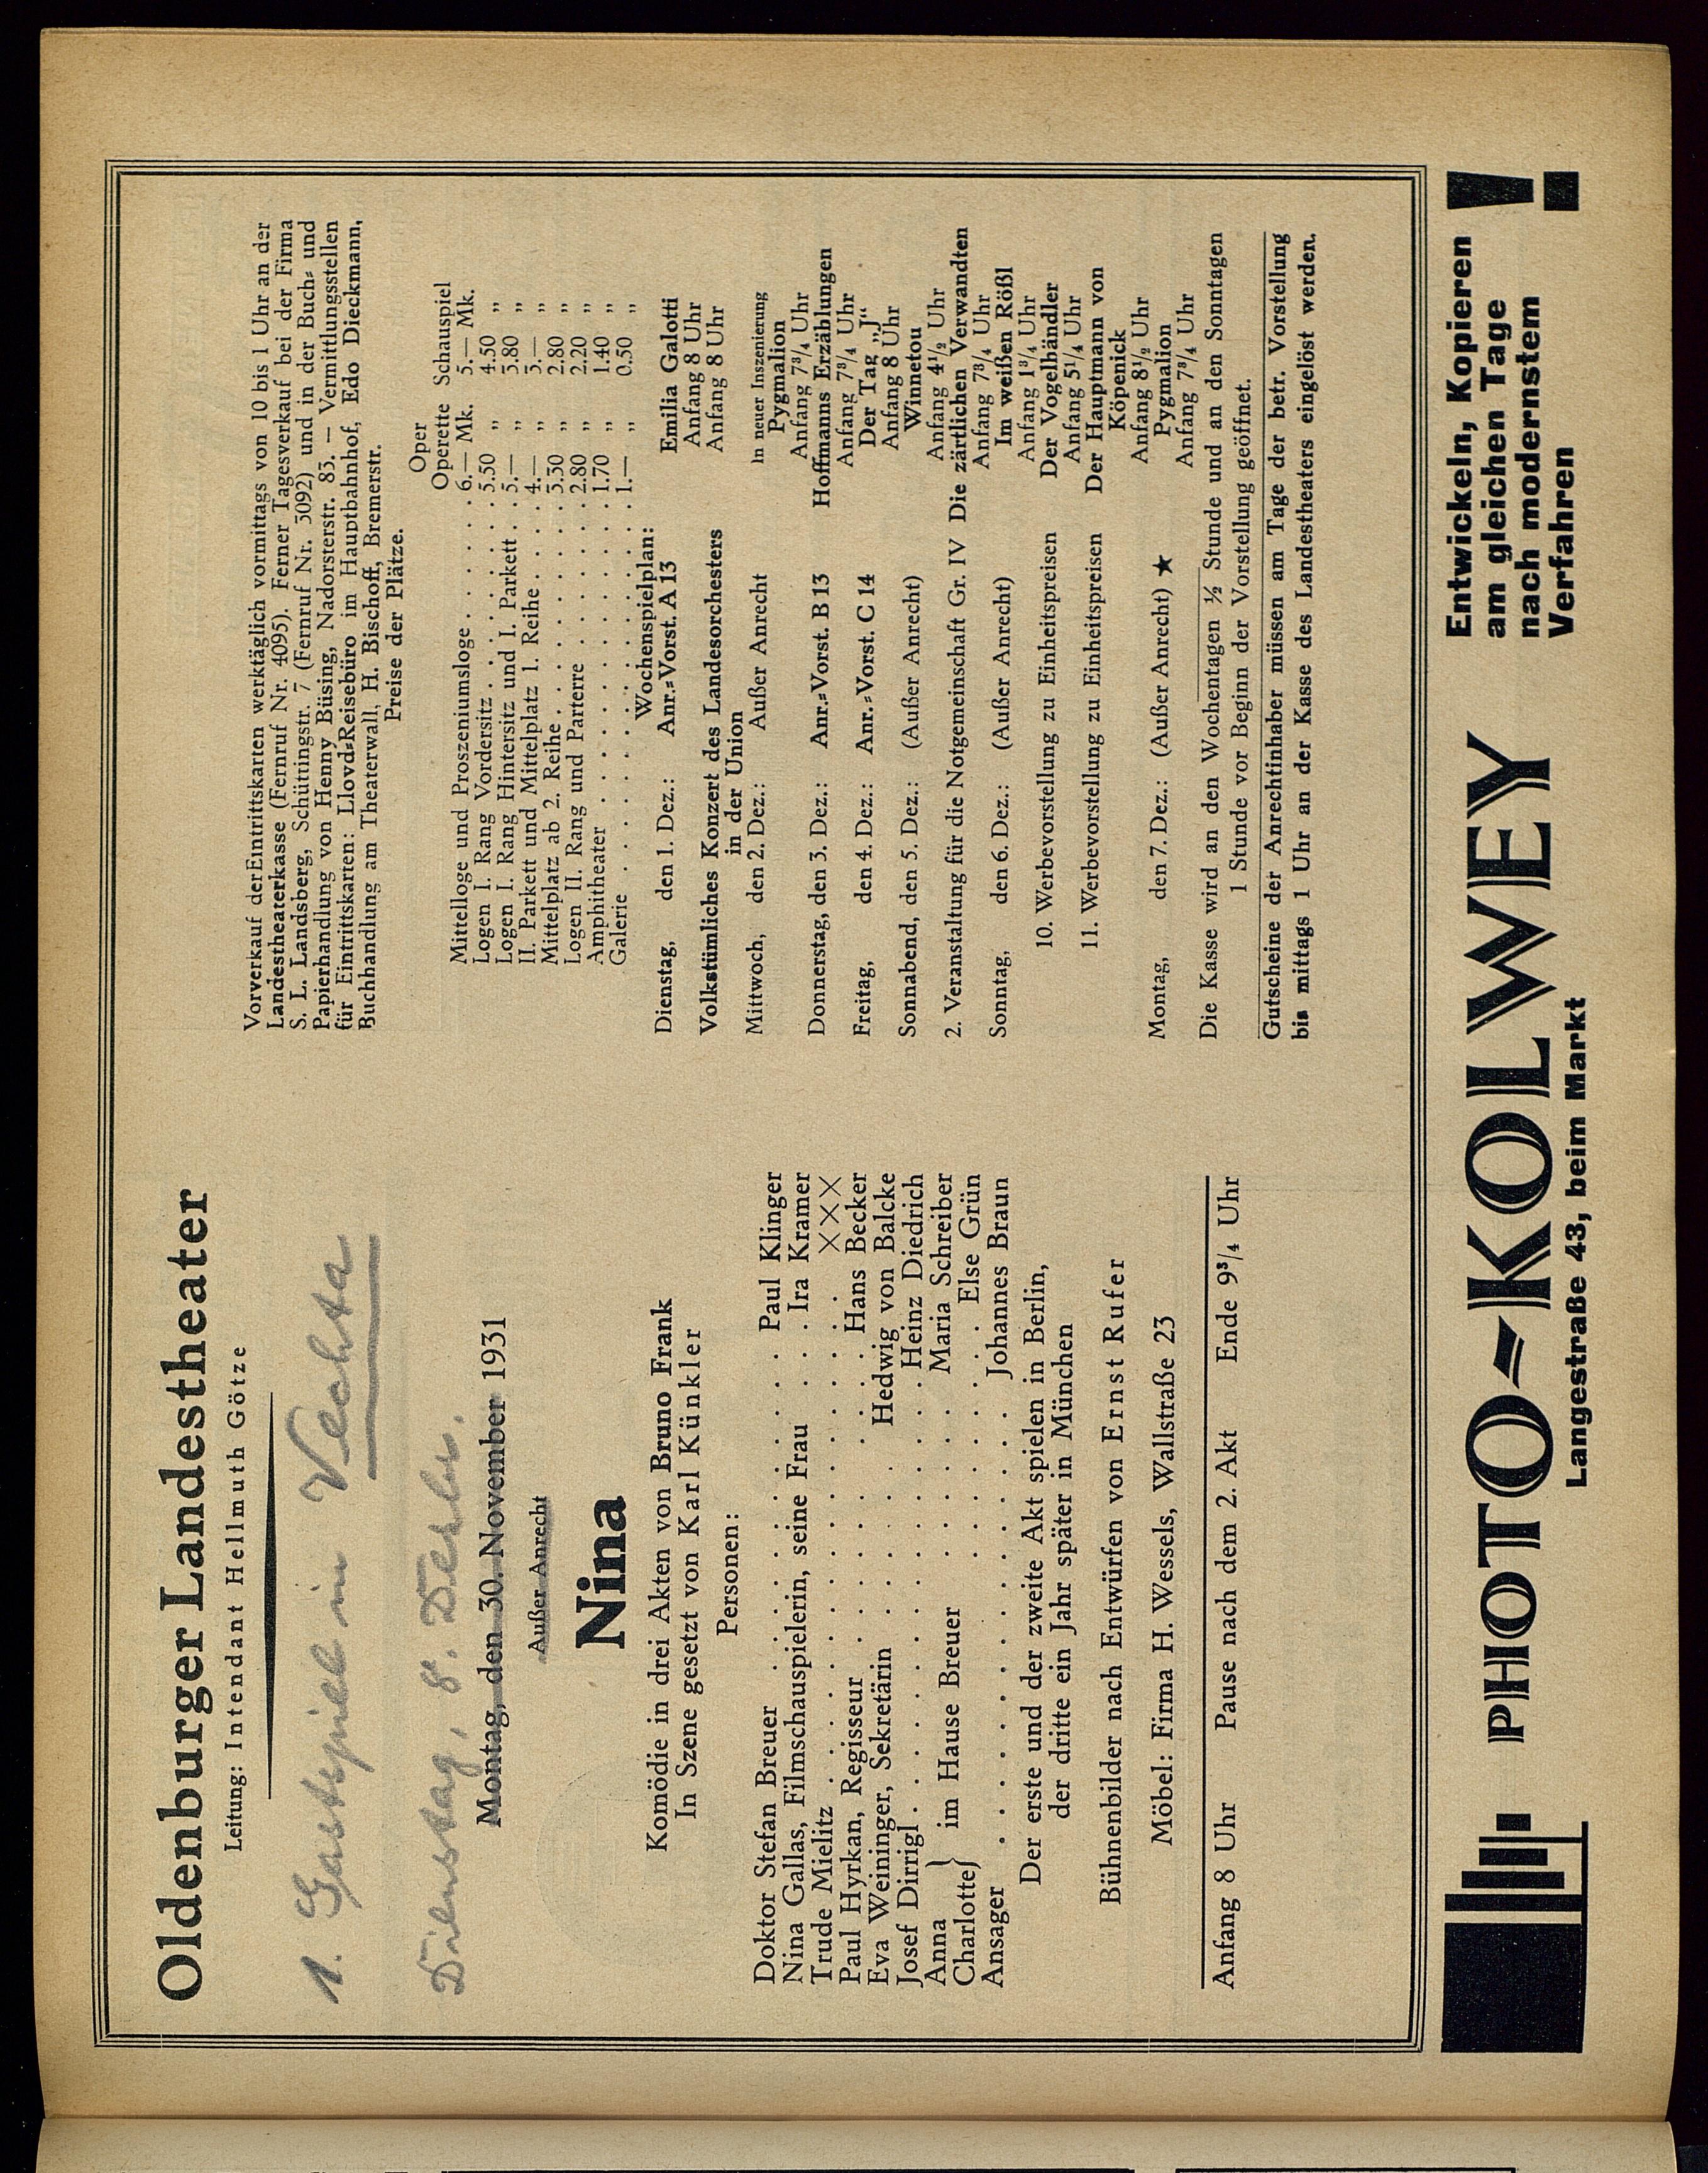 Oldenburger Landestheater
Leitung: Intendant Hellmuth Götze
1. Gastspiel in Vechta
Dienstag, 8. Dezbr.
Montag, den 30. November 1931
Außer Anrecht
Nina
Komödie in drei Akten von Bruno Frank
In Szene gesetzt von Karl Künkler
Personen:
Doktor Stefan Breuer . . . . . . . . . . Paul Klinger
Nina Gallas, Filmschauspielerin, seine Frau . . . Ira Kramer
Trude Mielitz . . . . . . . . . . . . . . ×××
Paul Hyrkan, Regisseur . . . . . . . . . Hans Becker
Eva Weininger, Sekretärin . . . . . . Hedwig von Balcke
Josef Dirrigl . . . . . . . . . . . . . Heinz Diedrich
Anna } im Hause Breuer . . . . . . . Maria Schreiber
Charlotte . . . . . . . Else Grün
Ansager . . . . . . . . . . . . . . Johannes Braun
Der erste und der zweite Akt spielen in Berlin,
der dritte ein Jahr später in München
Bühnenbilder nach Entwürfen von Ernst Rufer
Möbel: Firma H. Wessels, Wallstraße 23
Anfang 8 Uhr Pause nach dem 2. Akt Ende 9¾ Uhr
Vorverkauf der Eintrittskarten werktäglich vormittags von 10 bis 1 Uhr an der
Landestheaterkasse (Fernruf Nr. 4095). Ferner Tagesverkauf bei der Firma
S. L. Landsberg, Schüttingstr. 7 (Fernruf Nr. 3092) und in der Buch- und
Papierhandlung von Henny Büsing, Nadorsterstr. 83. — Vermittlungsstellen
für Eintrittskarten: Lloyd-Reisebüro im Hauptbahnhof, Edo Dieckmann,
Buchhandlung am Theaterwall, H. Bischoff, Bremerstr.
Preise der Plätze.
Oper
Operette Schauspiel
Mittelloge und Proszeniumsloge . . . . . . 6.— Mk. 5.— Mk.
Logen I. Rang Vordersitz . . . . . . . . 5.50 „ 4.50 „
Logen I. Rang Hintersitz und I. Parkett . . 5.— „ 3.80 „
II. Parkett und Mittelplatz 1. Reihe . . . . 4.— „ 3.— „
Mittelplatz ab 2. Reihe . . . . . . . . . 3.30 „ 2.80 „
Logen II. Rang und Parterre . . . . . . . 2.80 „ 2.20 „
Amphitheater . . . . . . . . . . . . . 1.70 „ 1.40 „
Galerie . . . . . . . . . . . . . . . 1.— „ 0.50 „
Wochenspielplan:
Dienstag, den 1. Dez.: Anr.-Vorst. A 13 Emilia Galotti
Anfang 8 Uhr
Volkstümliches Konzert des Landesorchesters Anfang 8 Uhr
in der Union
Mittwoch, den 2. Dez.: Außer Anrecht In neuer Inszenierung
Pygmalion
Anfang 7¾ Uhr
Donnerstag, den 3. Dez.: Anr.-Vorst. B 13 Hoffmanns Erzählungen
Anfang 7¾ Uhr
Freitag, den 4. Dez.: Anr.-Vorst. C 14 Der Tag „J“
Anfang 8 Uhr
Sonnabend, den 5. Dez.: (Außer Anrecht) Winnetou
Anfang 4½ Uhr
2. Veranstaltung für die Notgemeinschaft Gr. IV Die zärtlichen Verwandten
Anfang 7¾ Uhr
Sonntag, den 6. Dez.: (Außer Anrecht) Im weißen Rößl
Anfang 1¾ Uhr
10. Werbevorstellung zu Einheitspreisen Der Vogelhändler
Anfang 5¼ Uhr
11. Werbevorstellung zu Einheitspreisen Der Hauptmann von
Köpenick
Anfang 8½ Uhr
Montag, den 7. Dez.: (Außer Anrecht) ★ Pygmalion
Anfang 7¾ Uhr
Die Kasse wird an den Wochentagen ½ Stunde und an den Sonntagen
1 Stunde vor Beginn der Vorstellung geöffnet.
Gutscheine der Anrechtinhaber müssen am Tage der betr. Vorstellung
bis mittags 1 Uhr an der Kasse des Landestheaters eingelöst werden.
PHOTO-KOLWEY
Langestraße 43, beim Markt
Entwickeln, Kopieren
am gleichen Tage
nach modernstem
Verfahren !